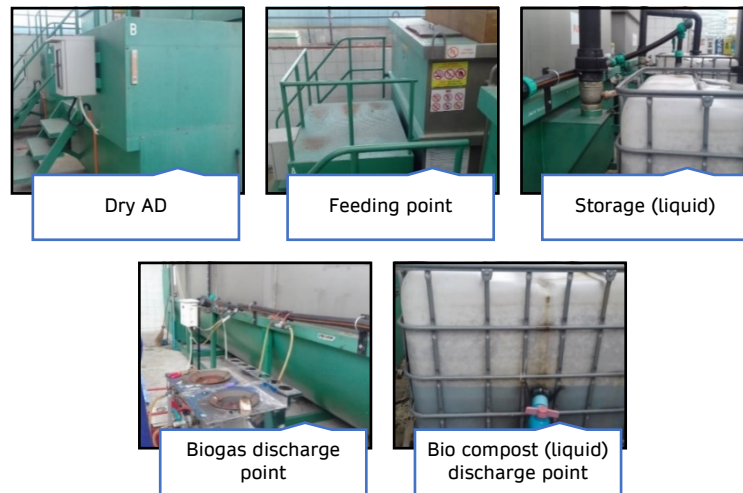 B
Dry AD
Feeding point
Storage (liquid)
Biogas discharge
point
Bio compost (liquid)
discharge point